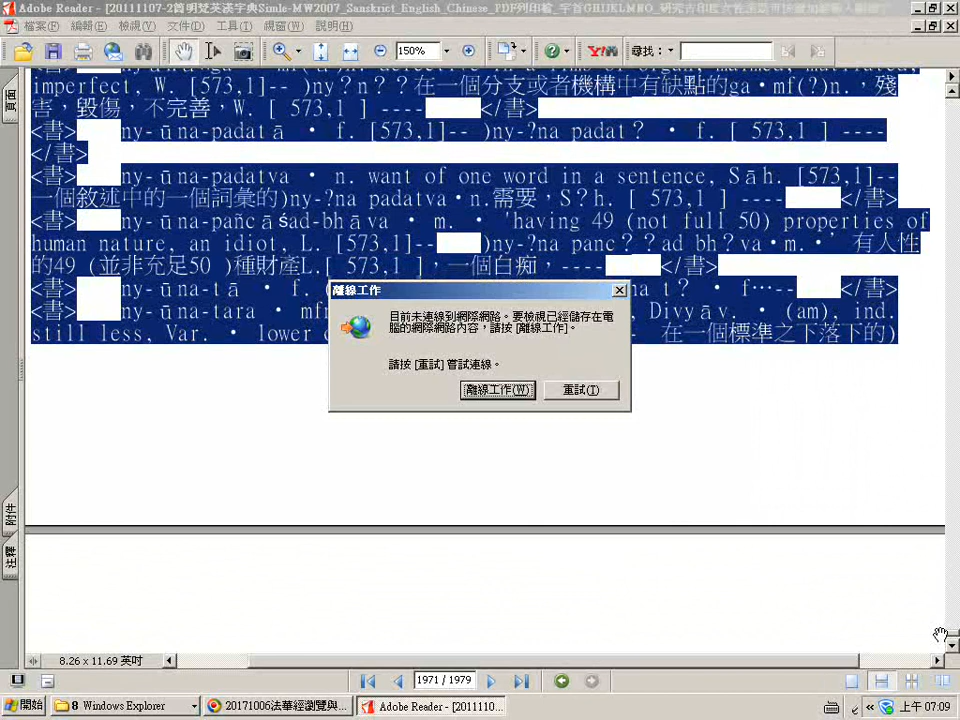 Adobe Reader - [20111107-2簡明梵英漢字典Simle-MW2007_Sanskrict_English_Chinese_PDF列印檔_字首GHIJKLMNO_
檔案(F) 編輯(E) 檢視(V) 文件(D) 工具(T) 視窗(W) 說明(H)
150% Y! 尋找：
頁面
imperfect, W. [573,1]-- )ny？n？？在一個分支或者機構中有缺點的ga‧mf(?)n.，殘
害，毀傷，不完善，W. [ 573,1 ] ---- </書>
<書> ny-ūna-padatā ‧ f. [573,1]-- )ny-?na padat？ ‧ f. [ 573,1 ] ----
</書>
<書> ny-ūna-padatva ‧ n. want of one word in a sentence, Sāh. [573,1]--
一個敘述中的一個詞彙的)ny-?na padatva‧n.需要，S？h. [ 573,1 ] ---- </書>
<書> ny-ūna-pañcāśad-bhāva ‧ m. ‧ 'having 49 (not full 50) properties of
human nature, an idiot, L. [573,1]-- )ny-?na panc？？ad bh？va‧m.‧' 有人性
的49 (並非充足50 )種財產L.[ 573,1 ]，一個白痴，---- </書>
<書> ny-ūna-tā ‧ f. na t？ ‧ f…-- </書>
<書> ny-ūna-tara ‧ mfn , Divyāv. ‧ (am), ind.
still less, Var. ‧ lower 在一個標準之下落下的)
離線工作
目前未連線到網際網路。要檢視已經儲存在電
腦的網際網路內容，請按 [離線工作]。
請按 [重試] 嘗試連線。
離線工作(W) 重試(T)
附件
注釋
8.26 x 11.69 英吋
1971 / 1979
開始 8 Windows Explorer 20171006法華經瀏覽與... Adobe Reader - [2011110... 上午 07:09